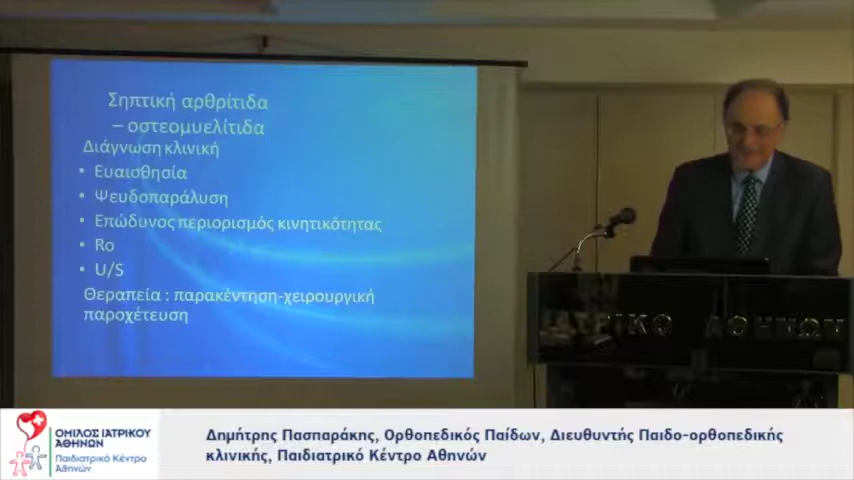 Σηπτική αρθρίτιδα
– οστεομυελίτιδα
Διάγνωση κλινική
• Ευαισθησία
• Ψευδοπαράλυση
• Επώδυνος περιορισμός κινητικότητας
• Ro
• U/S
Θεραπεία : παρακέντηση-χειρουργική
παροχέτευση
ΙΚΟ ΑΘΗΝΩΝ
ΟΜΙΛΟΣ ΙΑΤΡΙΚΟΥ
ΑΘΗΝΩΝ
Παιδιατρικό Κέντρο
Αθηνών
Δημήτρης Πασπαράκης, Ορθοπεδικός Παίδων, Διευθυντής Παιδο-ορθοπεδικής
κλινικής, Παιδιατρικό Κέντρο Αθηνών